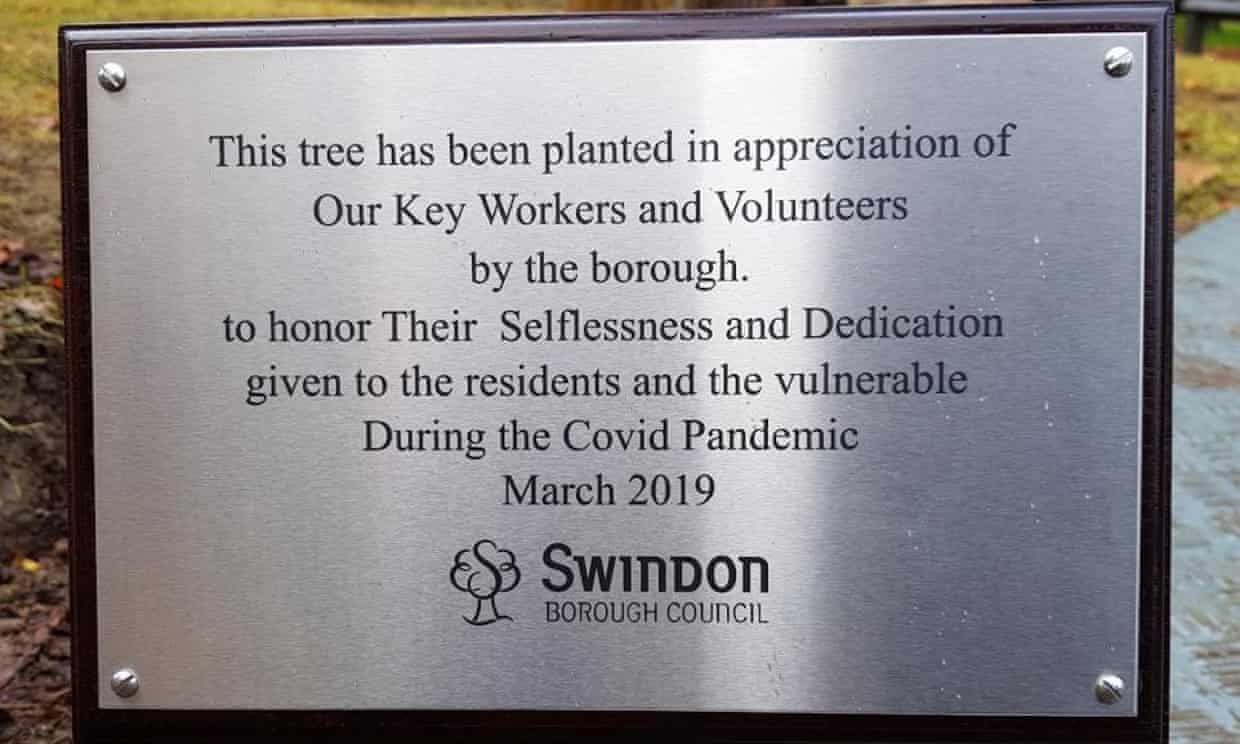 This tree has been planted in appreciation of
Our Key Workers and Volunteers
by the borough.
to honor Their Selflessness and Dedication
given to the residents and the vulnerable
During the Covid Pandemic
March 2019
SWINDON
BOROUGH COUNCIL